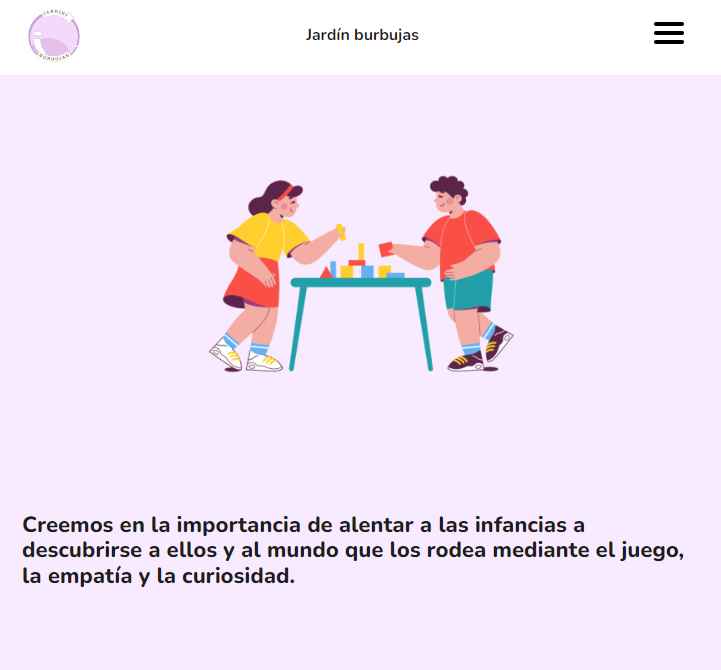 JARDÍN
BURBUJAS
Jardín burbujas
Creemos en la importancia de alentar a las infancias a
descubrirse a ellos y al mundo que los rodea mediante el juego,
la empatía y la curiosidad.